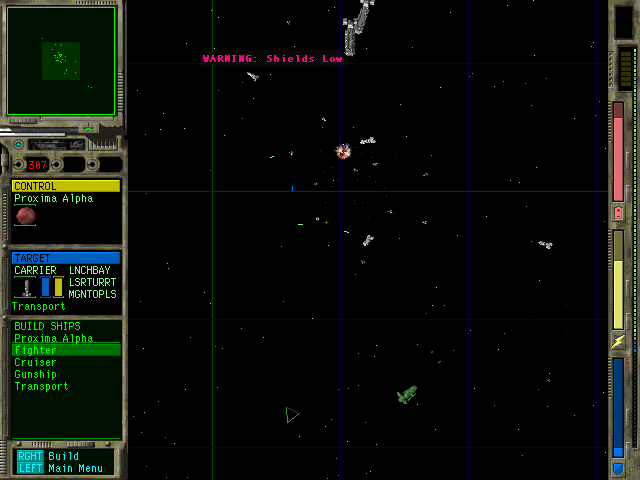 WARNING: Shields Low
307
CONTROL
Proxima Alpha
TARGET
CARRIER LNCHBAY
LSRTURRT
MGNTOPLS
Transport
BUILD SHIPS
Proxima Alpha
Fighter
Cruiser
Gunship
Transport
RGHT Build
LEFT Main Menu